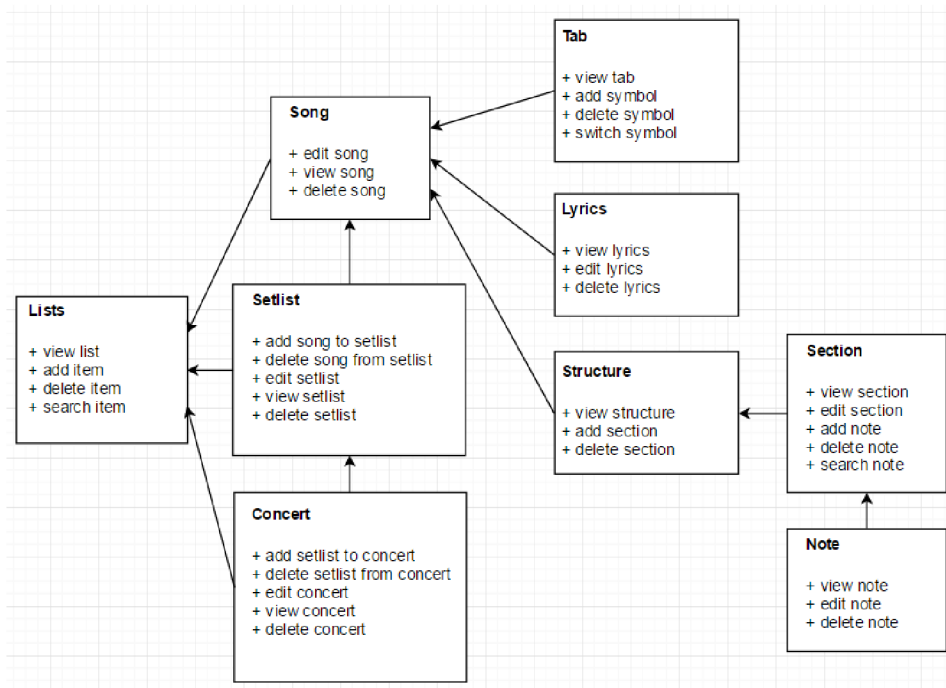 Tab
+ view tab
+ add symbol
+ delete symbol
+ switch symbol
Song
+ edit song
+ view song
+ delete song
Lyrics
+ view lyrics
+ edit lyrics
+ delete lyrics
Lists
+ view list
+ add item
+ delete item
+ search item
Setlist
+ add song to setlist
+ delete song from setlist
+ edit setlist
+ view setlist
+ delete setlist
Structure
+ view structure
+ add section
+ delete section
Section
+ view section
+ edit section
+ add note
+ delete note
+ search note
Concert
+ add setlist to concert
+ delete setlist from concert
+ edit concert
+ view concert
+ delete concert
Note
+ view note
+ edit note
+ delete note